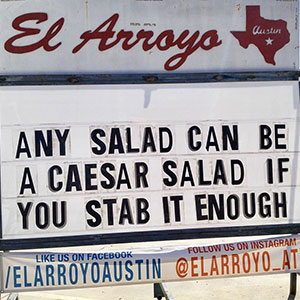 El Arroyo
Austin
ANY SALAD CAN BE
A CAESAR SALAD IF
YOU STAB IT ENOUGH
LIKE US ON FACEBOOK
/ELARROYOAUSTIN
FOLLOW US ON INSTAGRAM
@ELARROYO_AT